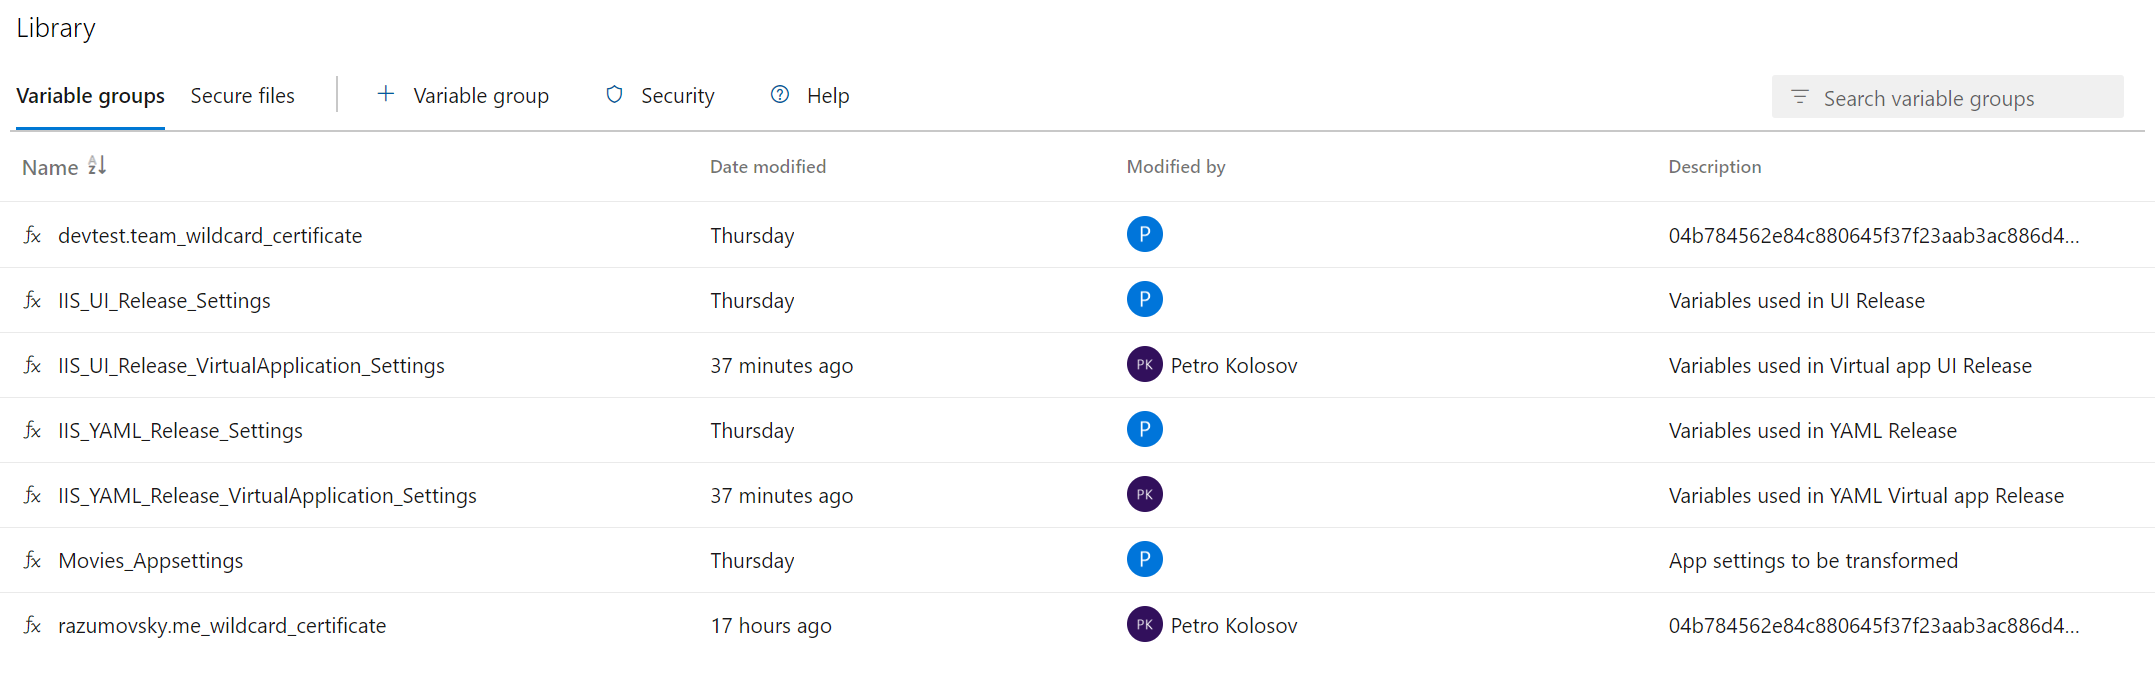 Library
Variable groups Secure files + Variable group Security Help Search variable groups
Name Date modified Modified by Description
fx devtest.team_wildcard_certificate Thursday P 04b784562e84c880645f37f23aab3ac886d4...
fx IIS_UI_Release_Settings Thursday P Variables used in UI Release
fx IIS_UI_Release_VirtualApplication_Settings 37 minutes ago PK Petro Kolosov Variables used in Virtual app UI Release
fx IIS_YAML_Release_Settings Thursday P Variables used in YAML Release
fx IIS_YAML_Release_VirtualApplication_Settings 37 minutes ago PK Variables used in YAML Virtual app Release
fx Movies_Appsettings Thursday P App settings to be transformed
fx razumovsky.me_wildcard_certificate 17 hours ago PK Petro Kolosov 04b784562e84c880645f37f23aab3ac886d4...